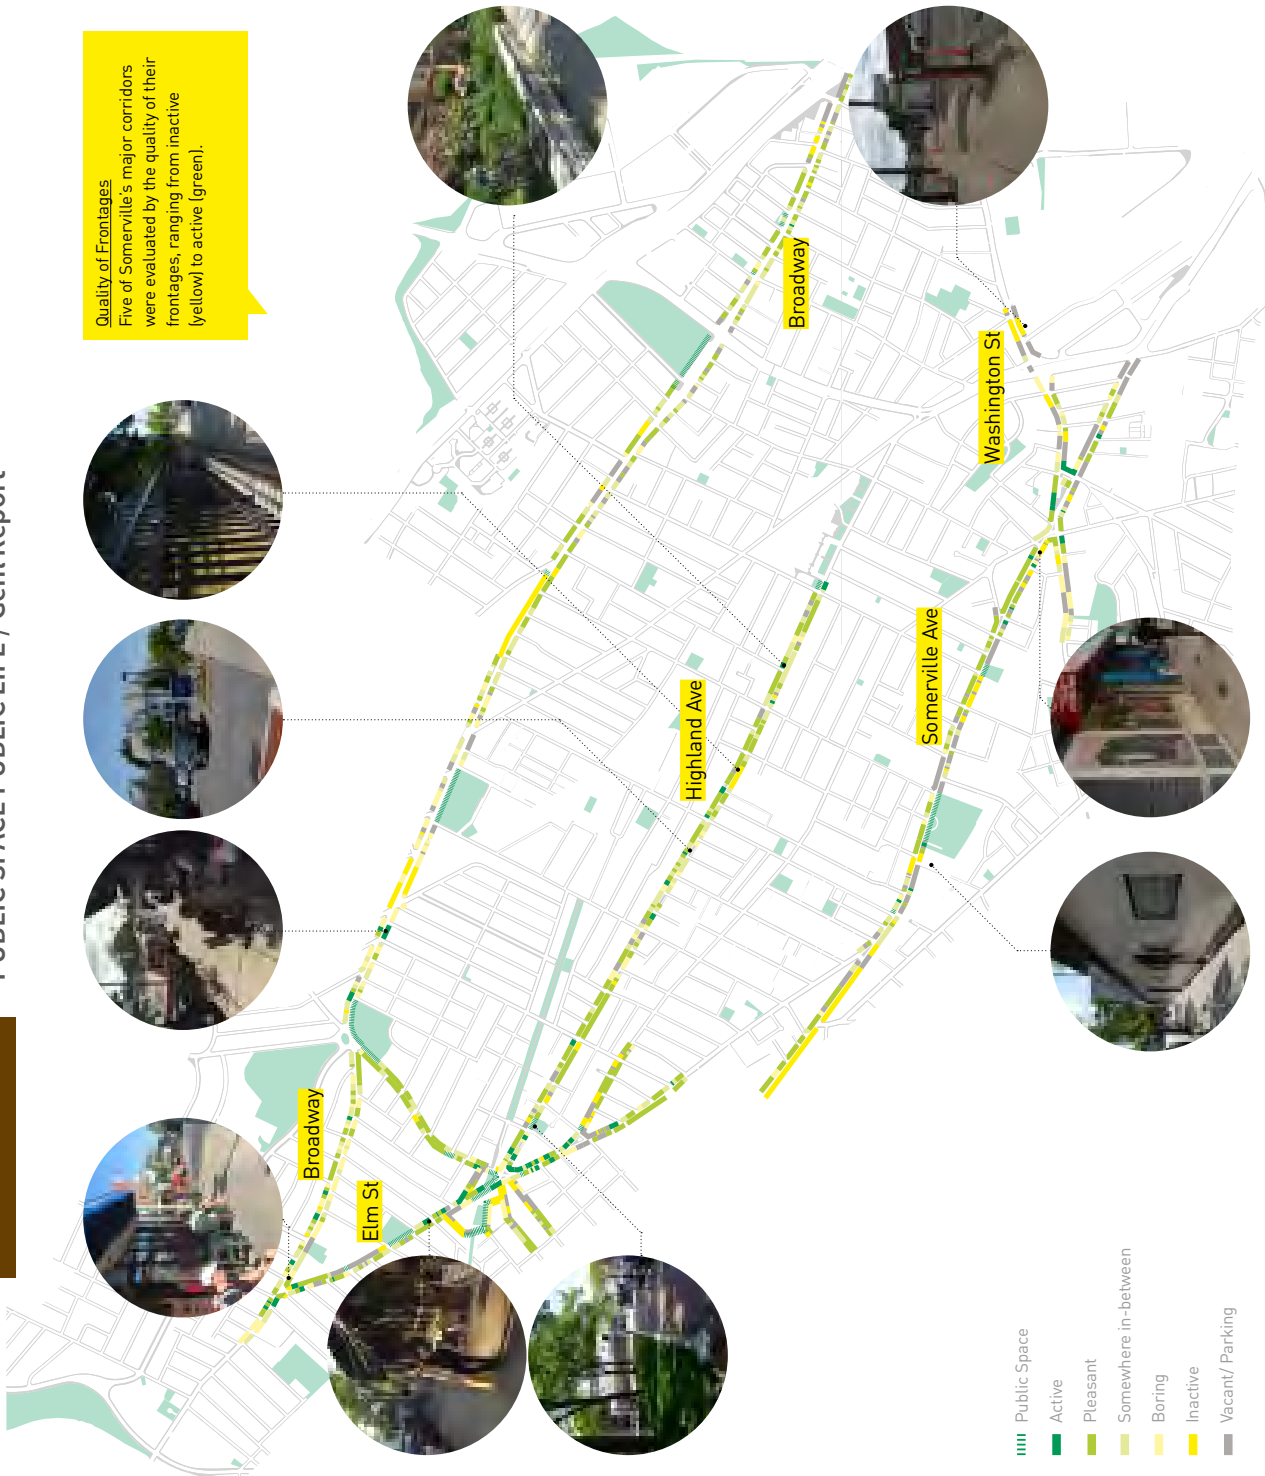 PUBLIC SPACE PUBLIC LIFE / Gehl Report
Quality of Frontages
Five of Somerville's major corridors
were evaluated by the quality of their
frontages, ranging from inactive
(yellow) to active (green).
Broadway
Elm St
Broadway
Highland Ave
Somerville Ave
Washington St
Public Space
Active
Pleasant
Somewhere in-between
Boring
Inactive
Vacant/ Parking